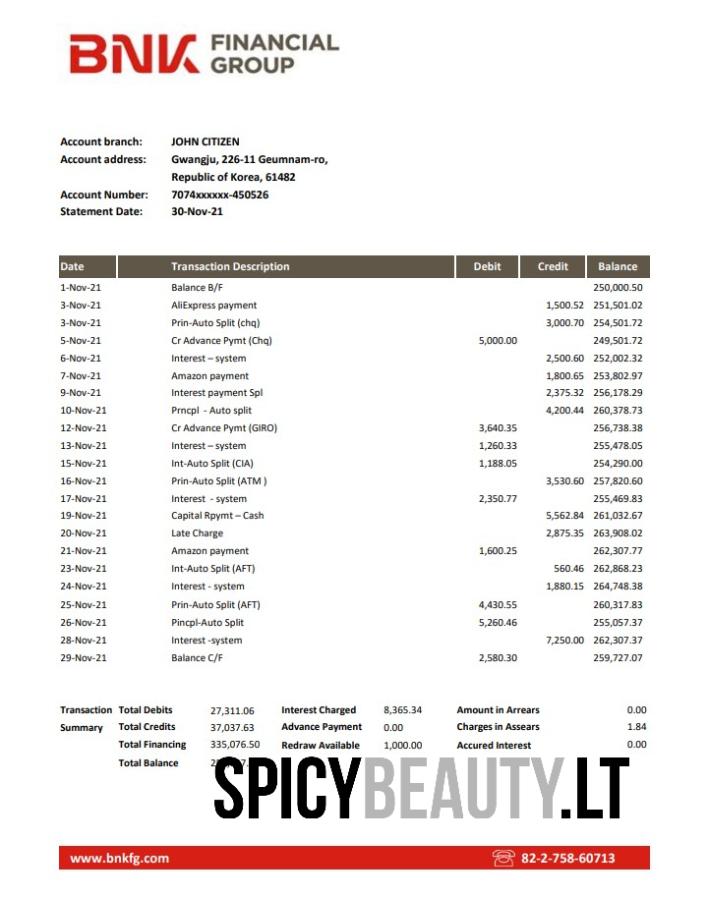 BNK FINANCIAL GROUP
Account branch: JOHN CITIZEN
Account address: Gwangju, 226-11 Geumnam-ro,
Republic of Korea, 61482
Account Number: 7074xxxxxx-450526
Statement Date: 30-Nov-21
Date Transaction Description Debit Credit Balance
1-Nov-21 Balance B/F 250,000.50
3-Nov-21 AliExpress payment 1,500.52 251,501.02
3-Nov-21 Prin-Auto Split (chq) 3,000.70 254,501.72
5-Nov-21 Cr Advance Pymt (Chq) 5,000.00 249,501.72
6-Nov-21 Interest – system 2,500.60 252,002.32
7-Nov-21 Amazon payment 1,800.65 253,802.97
9-Nov-21 Interest payment Spl 2,375.32 256,178.29
10-Nov-21 Prncpl - Auto split 4,200.44 260,378.73
12-Nov-21 Cr Advance Pymt (GIRO) 3,640.35 256,738.38
13-Nov-21 Interest – system 1,260.33 255,478.05
15-Nov-21 Int-Auto Split (CIA) 1,188.05 254,290.00
16-Nov-21 Prin-Auto Split (ATM ) 3,530.60 257,820.60
17-Nov-21 Interest - system 2,350.77 255,469.83
19-Nov-21 Capital Rpymt – Cash 5,562.84 261,032.67
20-Nov-21 Late Charge 2,875.35 263,908.02
21-Nov-21 Amazon payment 1,600.25 262,307.77
23-Nov-21 Int-Auto Split (AFT) 560.46 262,868.23
24-Nov-21 Interest - system 1,880.15 264,748.38
25-Nov-21 Prin-Auto Split (AFT) 4,430.55 260,317.83
26-Nov-21 Pincpl-Auto Split 5,260.46 255,057.37
28-Nov-21 Interest -system 7,250.00 262,307.37
29-Nov-21 Balance C/F 2,580.30 259,727.07
Transaction Total Debits 27,311.06 Interest Charged 8,365.34 Amount in Arrears 0.00
Summary Total Credits 37,037.63 Advance Payment 0.00 Charges in Assears 1.84
Total Financing 335,076.50 Redraw Available 1,000.00 Accured Interest 0.00
Total Balance
SPICYBEAUTY.LT
www.bnkfg.com 82-2-758-60713